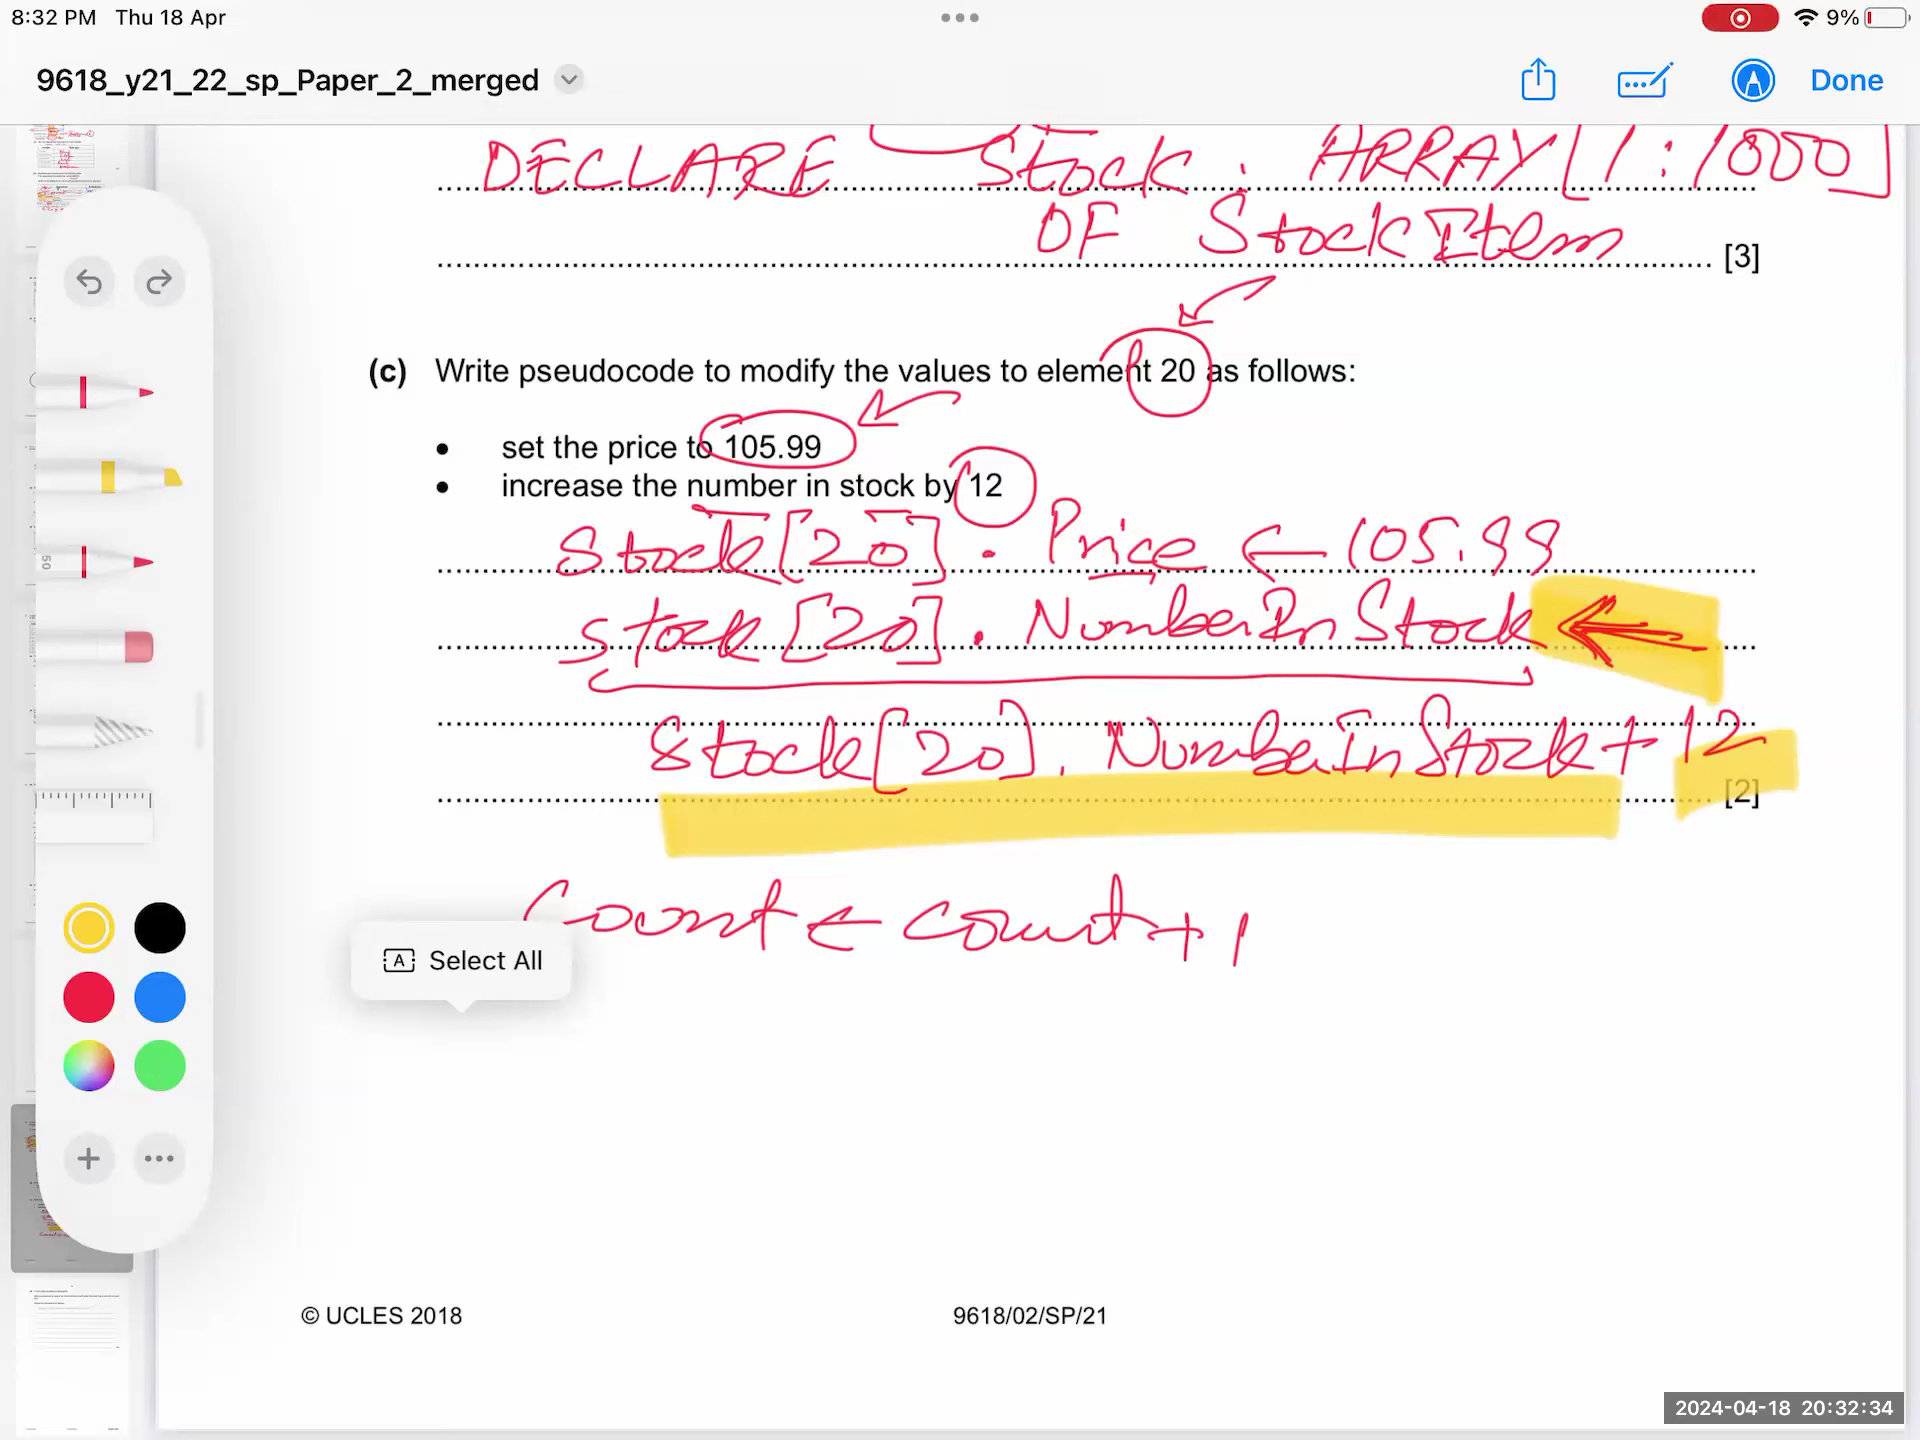 8:32 PM Thu 18 Apr
9%
9618_y21_22_sp_Paper_2_merged
Done
DECLARE Stock : ARRAY [1:1000]
OF StockItem
[3]
(c) Write pseudocode to modify the values to element 20 as follows:
• set the price to 105.99
• increase the number in stock by 12
Stock[20] . Price ← 105.99
Stock [20] . NumberInStock ←
Stock[20] . NumberInStock + 12
[2]
Count ← Count + 1
A Select All
50
© UCLES 2018
9618/02/SP/21
2024-04-18 20:32:34